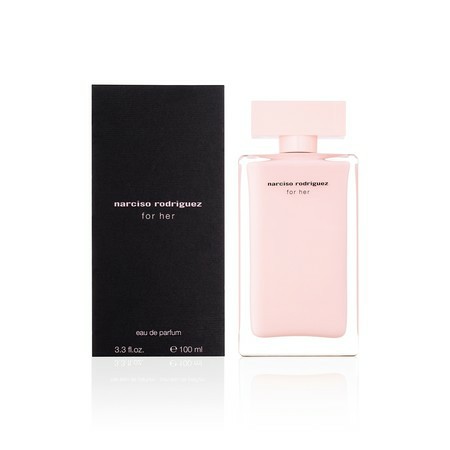 narciso rodriguez
for her
eau de parfum
3.3 fl.oz. ℮ 100 ml
narciso rodriguez
for her